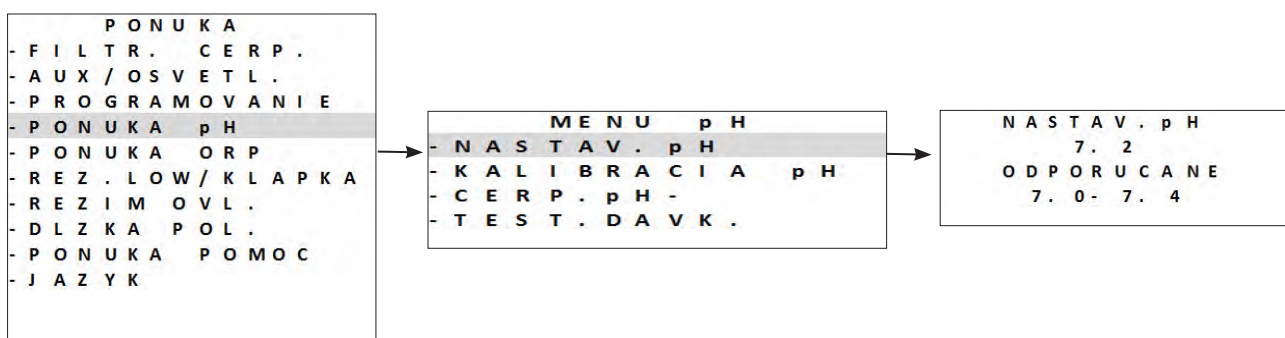 PONUKA
-FILTR. CERP.
-AUX/OSVETL.
-PROGRAMOVANIE
-PONUKA pH
-PONUKA ORP
-REZ.LOW/KLAPKA
-REZIM OVL.
-DLZKA POL.
-PONUKA POMOC
-JAZYK
MENU pH
-NASTAV. pH
-KALIBRACIA pH
-CERP.pH-
-TEST.DAVK.
NASTAV.pH
7.2
ODPORUCANE
7.0-7.4